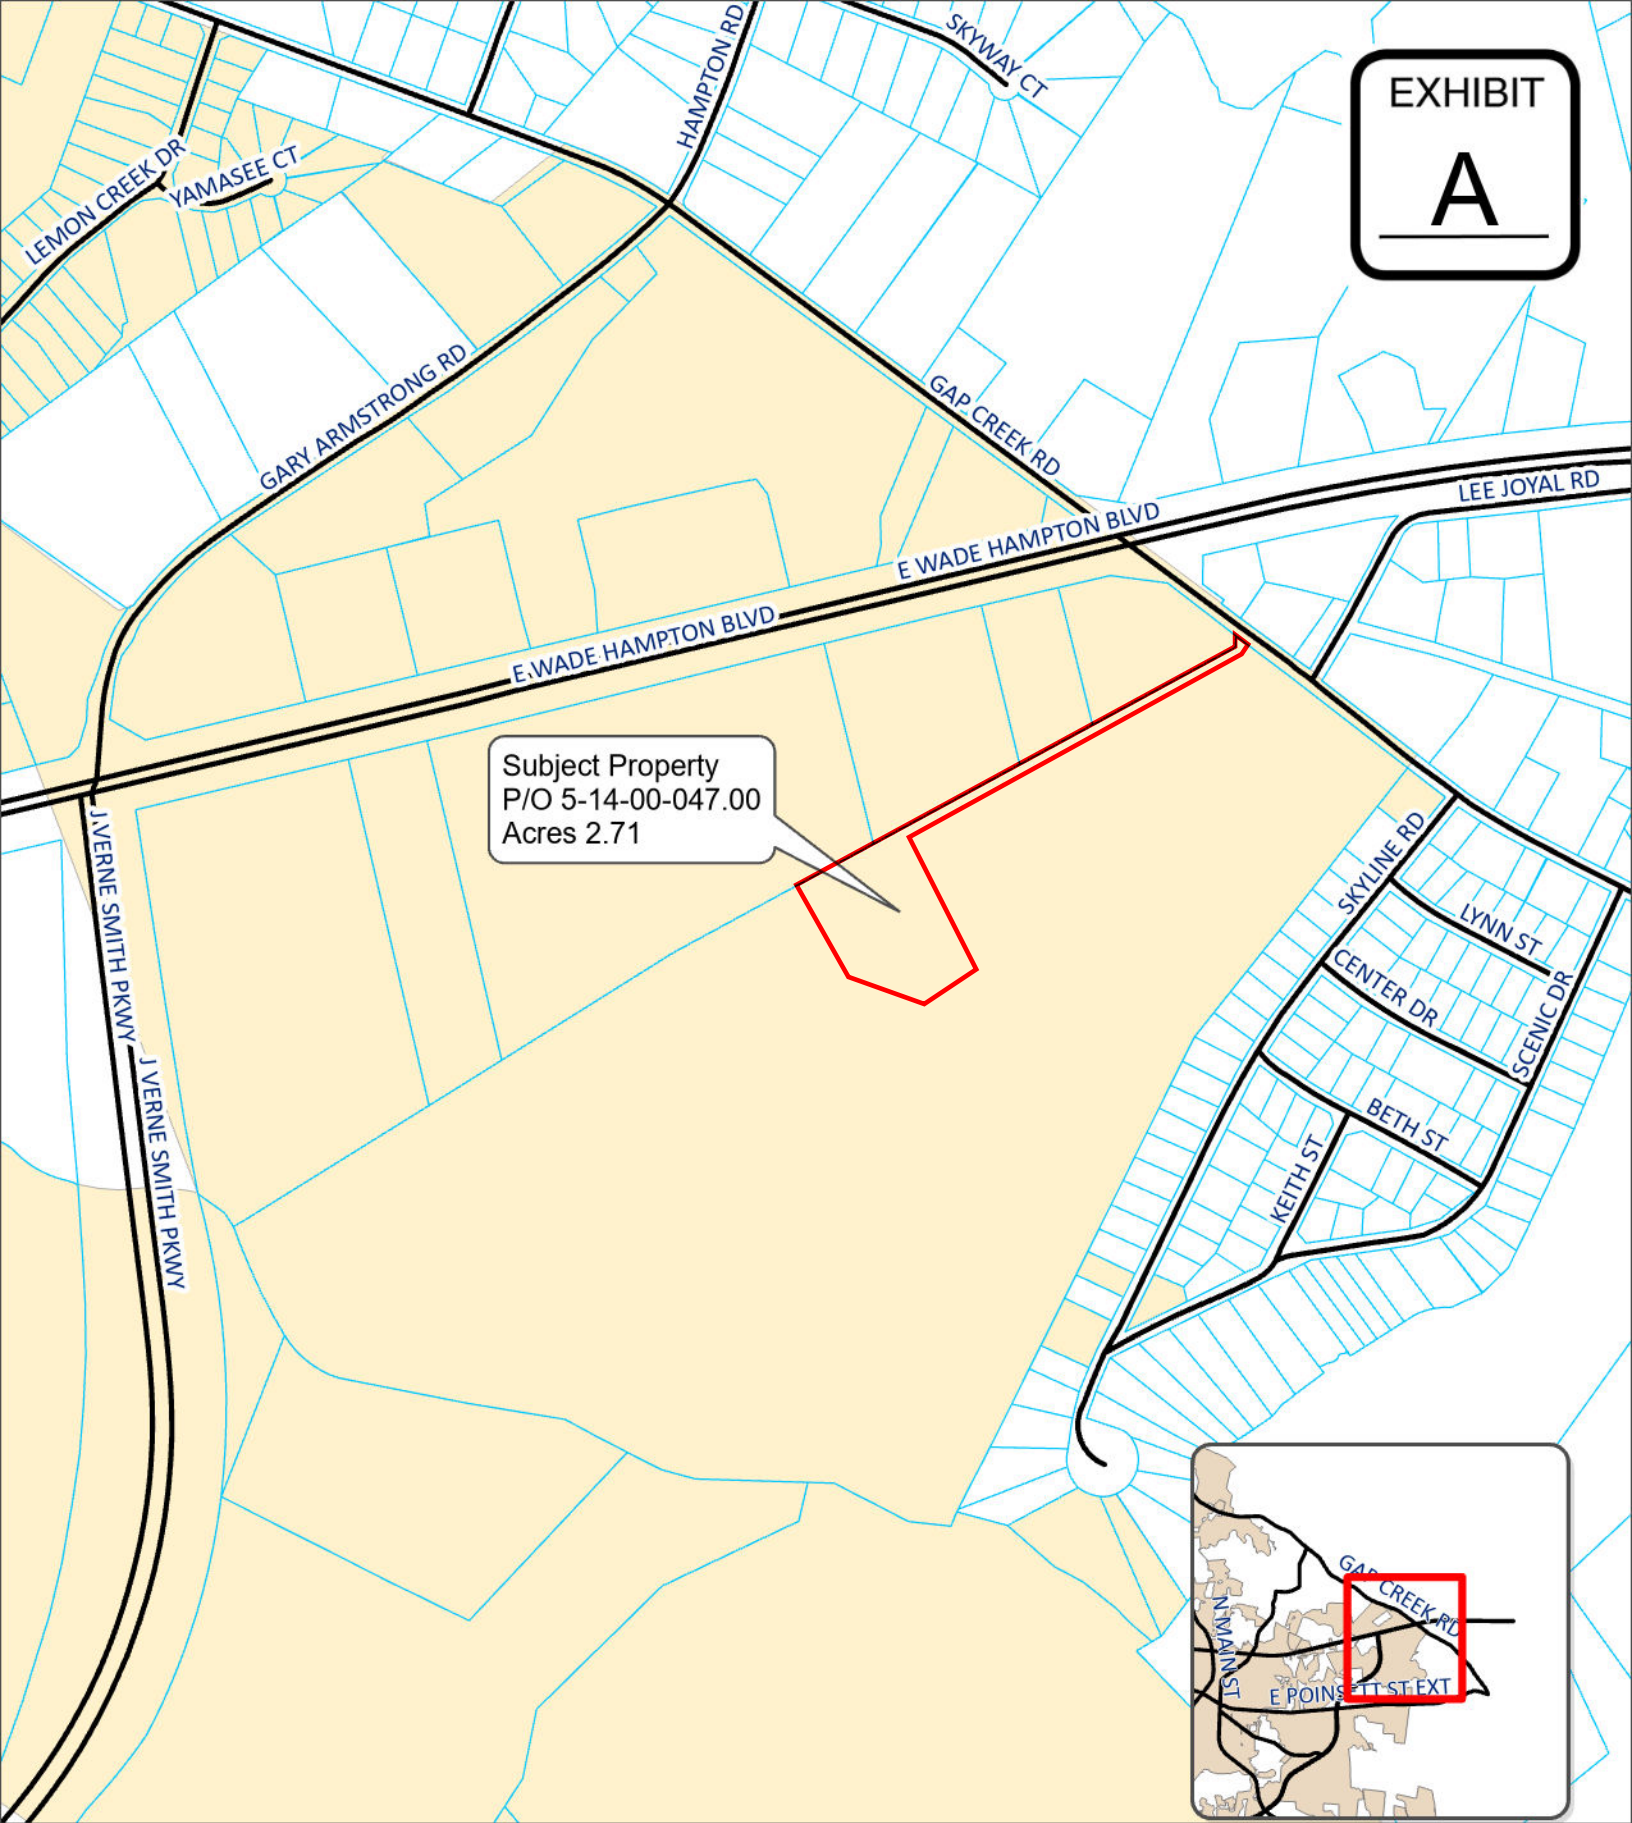 SKYWAY CT
HAMPTON RD
EXHIBIT
A
LEMON CREEK DR
YAMASEE CT
GARY ARMSTRONG RD
GAP CREEK RD
LEE JOYAL RD
E WADE HAMPTON BLVD
E WADE HAMPTON BLVD
Subject Property
P/O 5-14-00-047.00
Acres 2.71
J VERNE SMITH PKWY
J VERNE SMITH PKWY
SKYLINE RD
LYNN ST
CENTER DR
SCENIC DR
BETH ST
KEITH ST
GAP CREEK RD
N MAIN ST
E POINSETT ST EXT